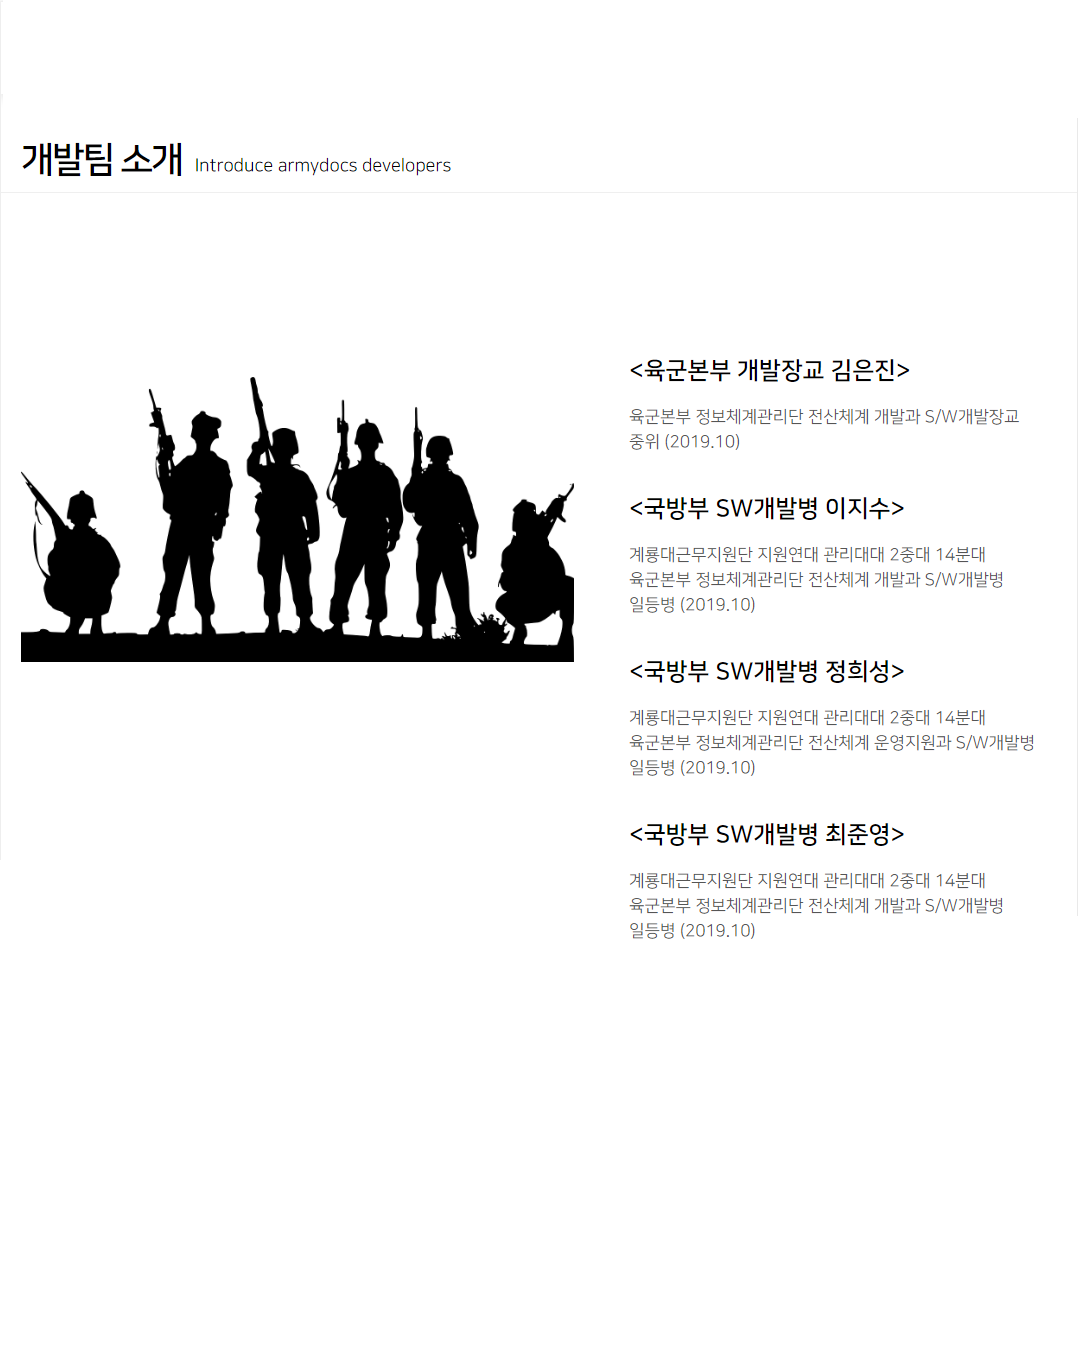 개발팀 소개 Introduce armydocs developers
<육군본부 개발장교 김은진>
육군본부 정보체계관리단 전산체계 개발과 S/W개발장교
중위 (2019.10)
<국방부 SW개발병 이지수>
계룡대근무지원단 지원연대 관리대대 2중대 14분대
육군본부 정보체계관리단 전산체계 개발과 S/W개발병
일등병 (2019.10)
<국방부 SW개발병 정희성>
계룡대근무지원단 지원연대 관리대대 2중대 14분대
육군본부 정보체계관리단 전산체계 운영지원과 S/W개발병
일등병 (2019.10)
<국방부 SW개발병 최준영>
계룡대근무지원단 지원연대 관리대대 2중대 14분대
육군본부 정보체계관리단 전산체계 개발과 S/W개발병
일등병 (2019.10)